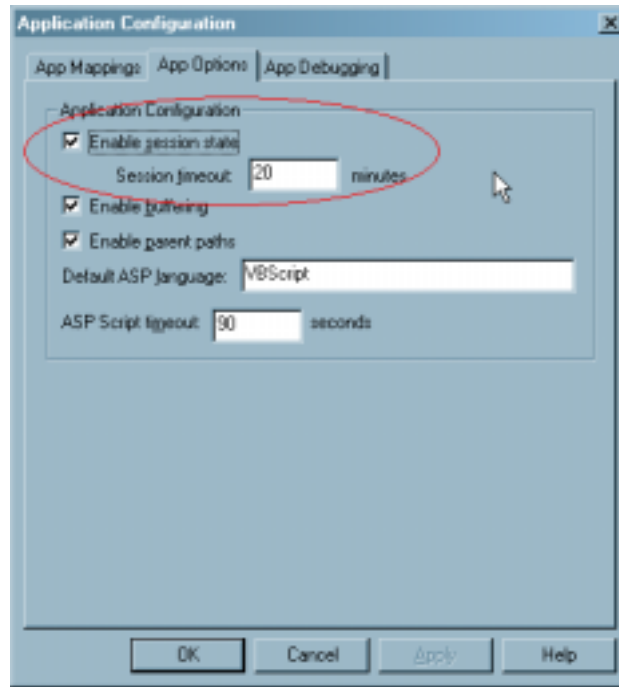 Application Configuration
App Mappings App Options App Debugging
Application Configuration
Enable session state
Session timeout: 20 minutes
Enable buffering
Enable parent paths
Default ASP language: VBScript
ASP Script timeout: 90 seconds
OK Cancel Apply Help